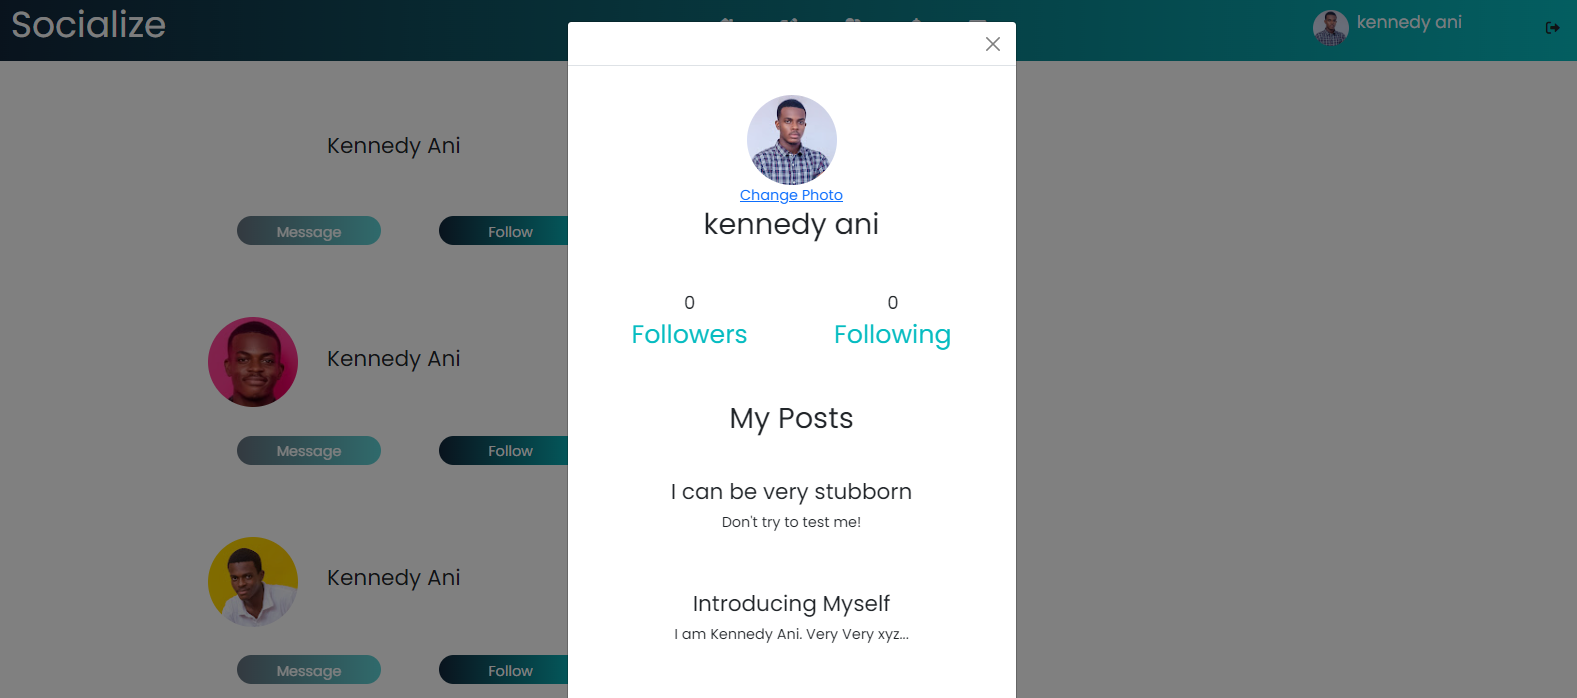 Socialize
kennedy ani
Kennedy Ani
Message
Follow
Kennedy Ani
Message
Follow
Kennedy Ani
Message
Follow
Change Photo
kennedy ani
0
Followers
0
Following
My Posts
I can be very stubborn
Don't try to test me!
Introducing Myself
I am Kennedy Ani. Very Very xyz...